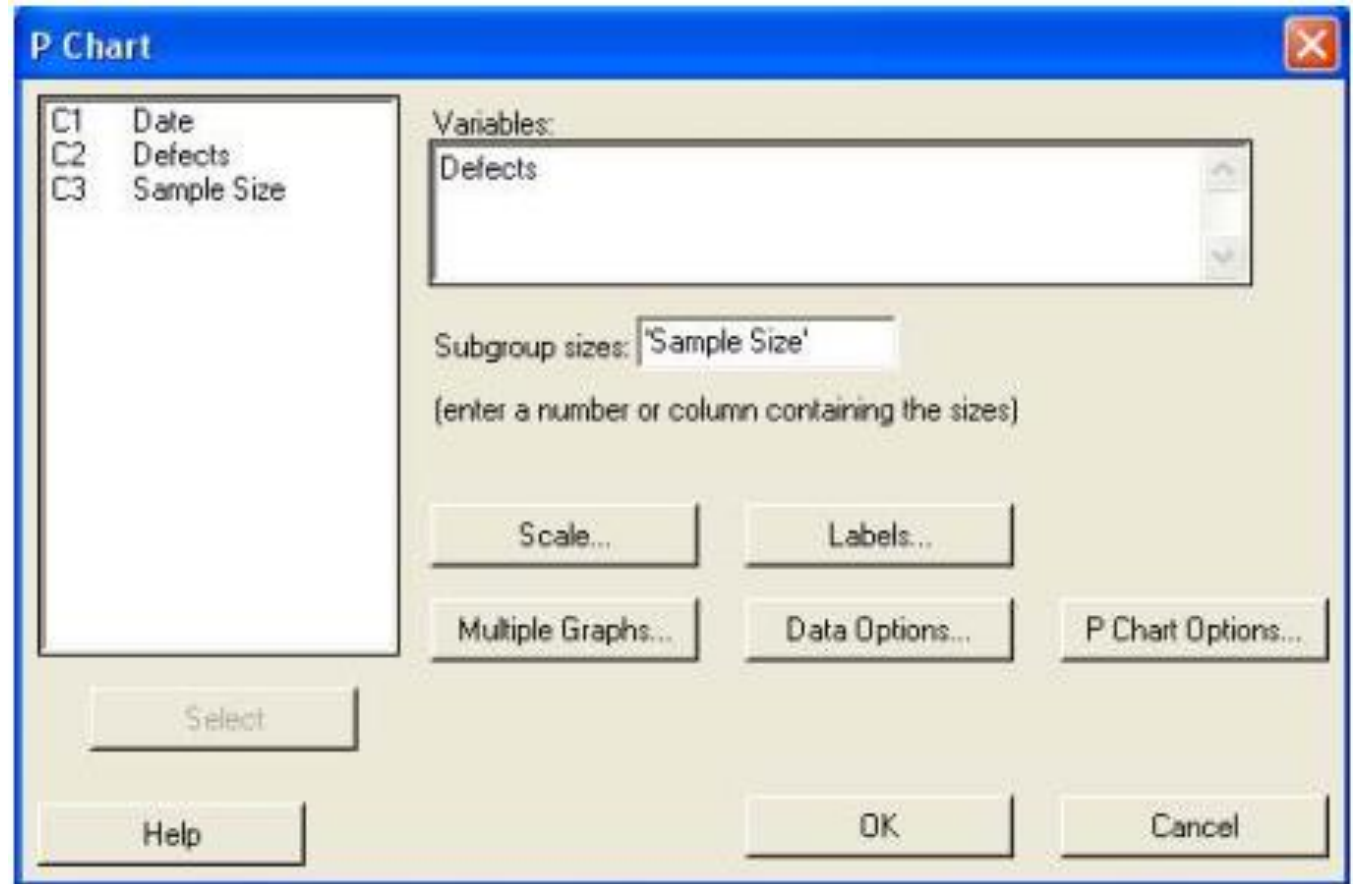 P Chart
C1 Date
C2 Defects
C3 Sample Size
Variables:
Defects
Subgroup sizes: 'Sample Size'
(enter a number or column containing the sizes)
Scale... Labels...
Multiple Graphs... Data Options... P Chart Options...
Select
Help OK Cancel